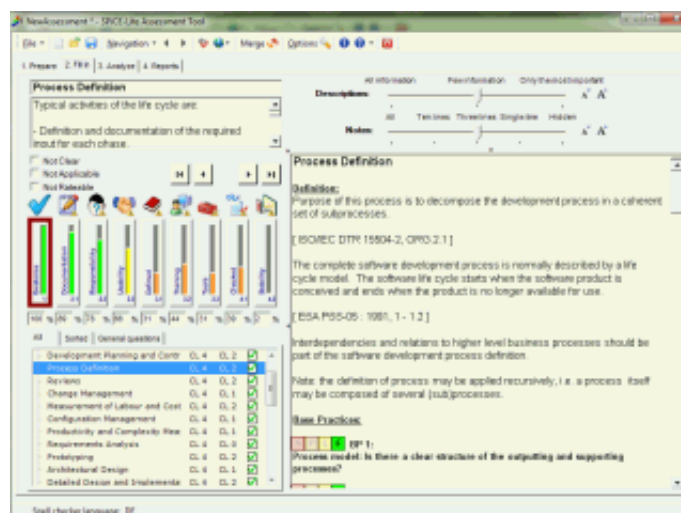 NewAssessment * - SPiCE-Lite Assessment Tool
File Navigation Merge Options
1. Prepare 2. File 3. Analyse 4. Reports
Process Definition
Typical activities of the life cycle are:
- Definition and documentation of the required
input for each phase.
Not Clear
Not Applicable
Not Rateable
All information Few information Only the most important
Descriptions:
All Ten lines Three lines Single line Hidden
Notes:
All Sorted General questions
Development Planning and Contr CL 4 CL 2
Process Definition CL 4 CL 2
Reviews CL 4 CL 2
Change Management CL 4 CL 1
Measurement of Labour and Cost CL 4 CL 2
Configuration Management CL 4 CL 1
Productivity and Complexity Mea CL 4 CL 1
Requirements Analysis CL 4 CL 0
Prototyping CL 4 CL 2
Architectural Design CL 4 CL 1
Detailed Design and Implementa CL 4 CL 2
Process Definition
Definition:
Purpose of this process is to decompose the development process in a coherent
set of subprocesses.
[ ISO/IEC DTR 15504-2, ORG.2.1 ]
The complete software development process is normally described by a life
cycle model. The software life cycle starts when the software product is
conceived and ends when the product is no longer available for use.
[ ESA PSS-05 : 1991, 1 - 1.2 ]
Interdependencies and relations to higher level business processes should be
part of the software development process definition.
Note: the definition of process may be applied recursively, i.e. a process itself
may be composed of several (sub)processes.
Base Practices:
BP 1:
Process model: Is there a clear structure of the outputting and supporting
processes?
Spell checker language: